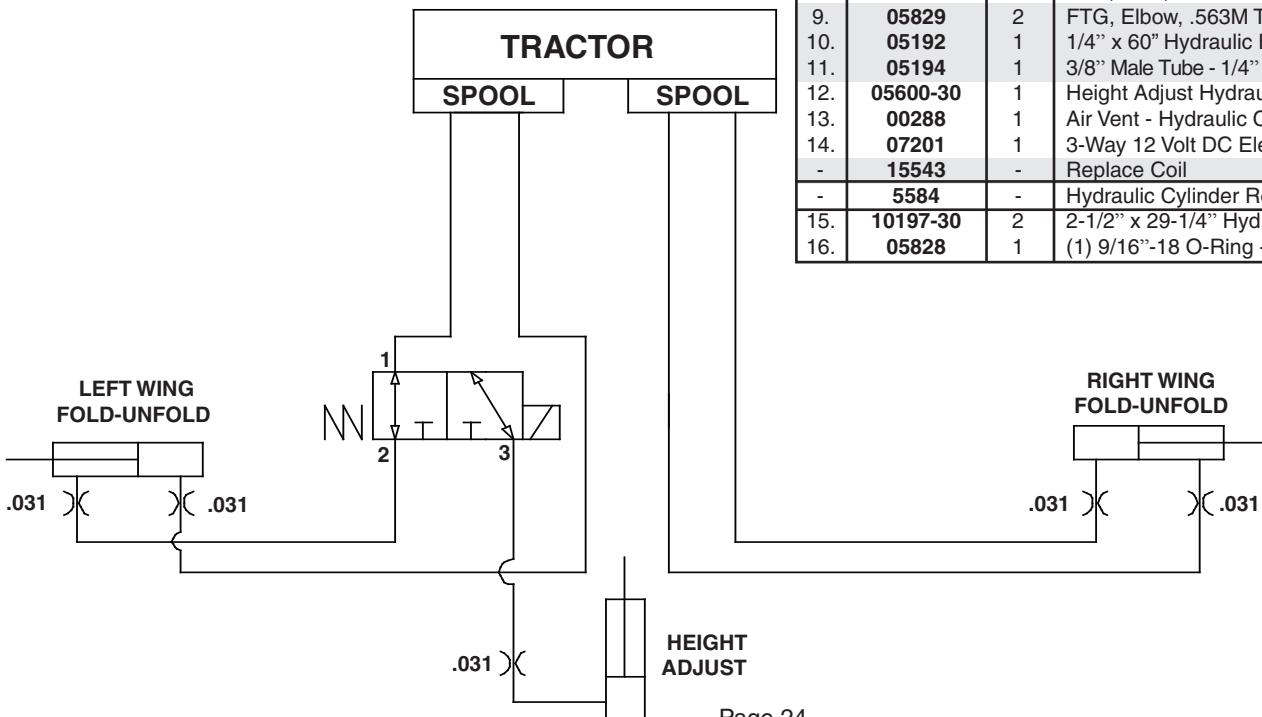 9. 05829 2 FTG, Elbow, .563M
10. 05192 1 1/4” x 60” Hydraulic
11. 05194 1 3/8” Male Tube - 1/4”
12. 05600-30 1 Height Adjust
13. 00288 1 Air Vent - Hydraulic
14. 07201 1 3-Way 12 Volt DC
- 15543 - Replace Coil
- 5584 - Hydraulic Cylinder
15. 10197-30 2 2-1/2” x 29-1/4”
16. 05828 1 (1) 9/16”-18 O-Ring -
TRACTOR
SPOOL SPOOL
1
2 3
LEFT WING
FOLD-UNFOLD
.031 .031
RIGHT WING
FOLD-UNFOLD
.031 .031
.031
HEIGHT
ADJUST
Page 24